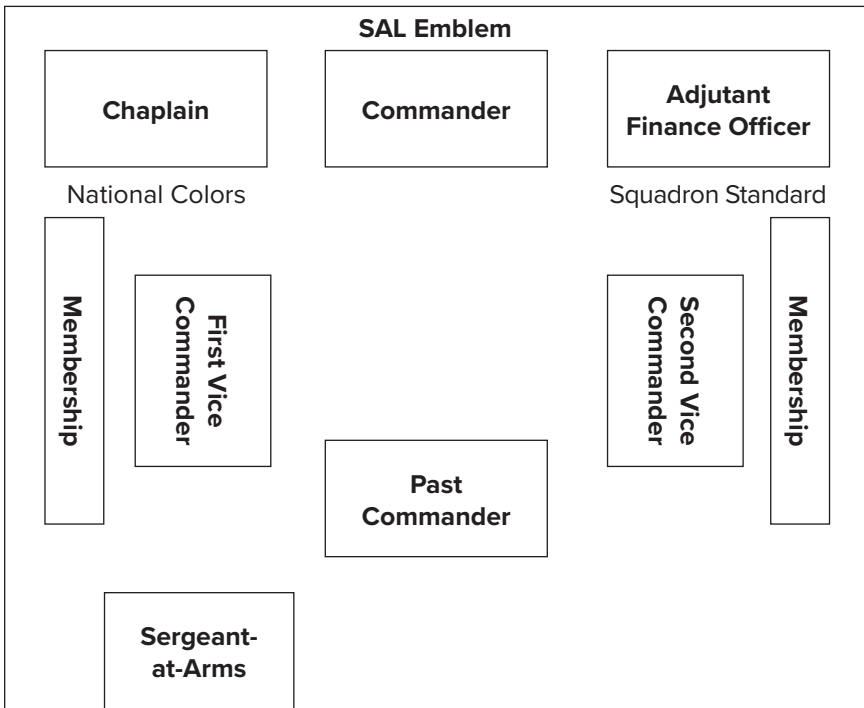 SAL Emblem
Chaplain
Commander
Adjutant
Finance Officer
National Colors
Squadron Standard
Membership
First Vice
Commander
Second Vice
Commander
Membership
Past
Commander
Sergeant-
at-Arms